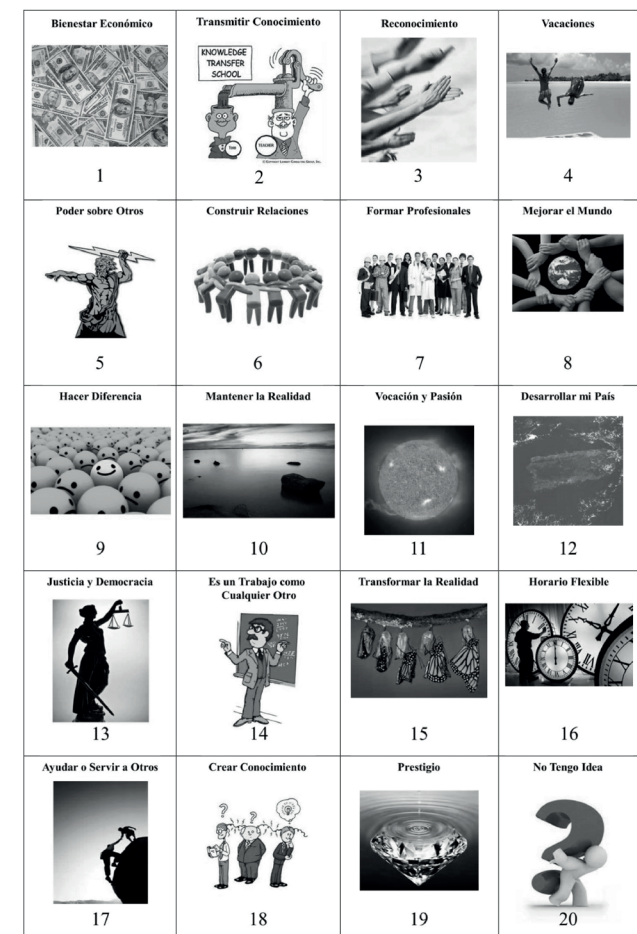 Bienestar Económico
Transmitir Conocimiento
Reconocimiento
Vacaciones
KNOWLEDGE
TRANSFER
SCHOOL
TEACHER
1
2
3
4
Poder sobre Otros
Construir Relaciones
Formar Profesionales
Mejorar el Mundo
5
6
7
8
Hacer Diferencia
Mantener la Realidad
Vocación y Pasión
Desarrollar mi País
9
10
11
12
Justicia y Democracia
Es un Trabajo como
Cualquier Otro
Transformar la Realidad
Horario Flexible
13
14
15
16
Ayudar o Servir a Otros
Crear Conocimiento
Prestigio
No Tengo Idea
17
18
19
20